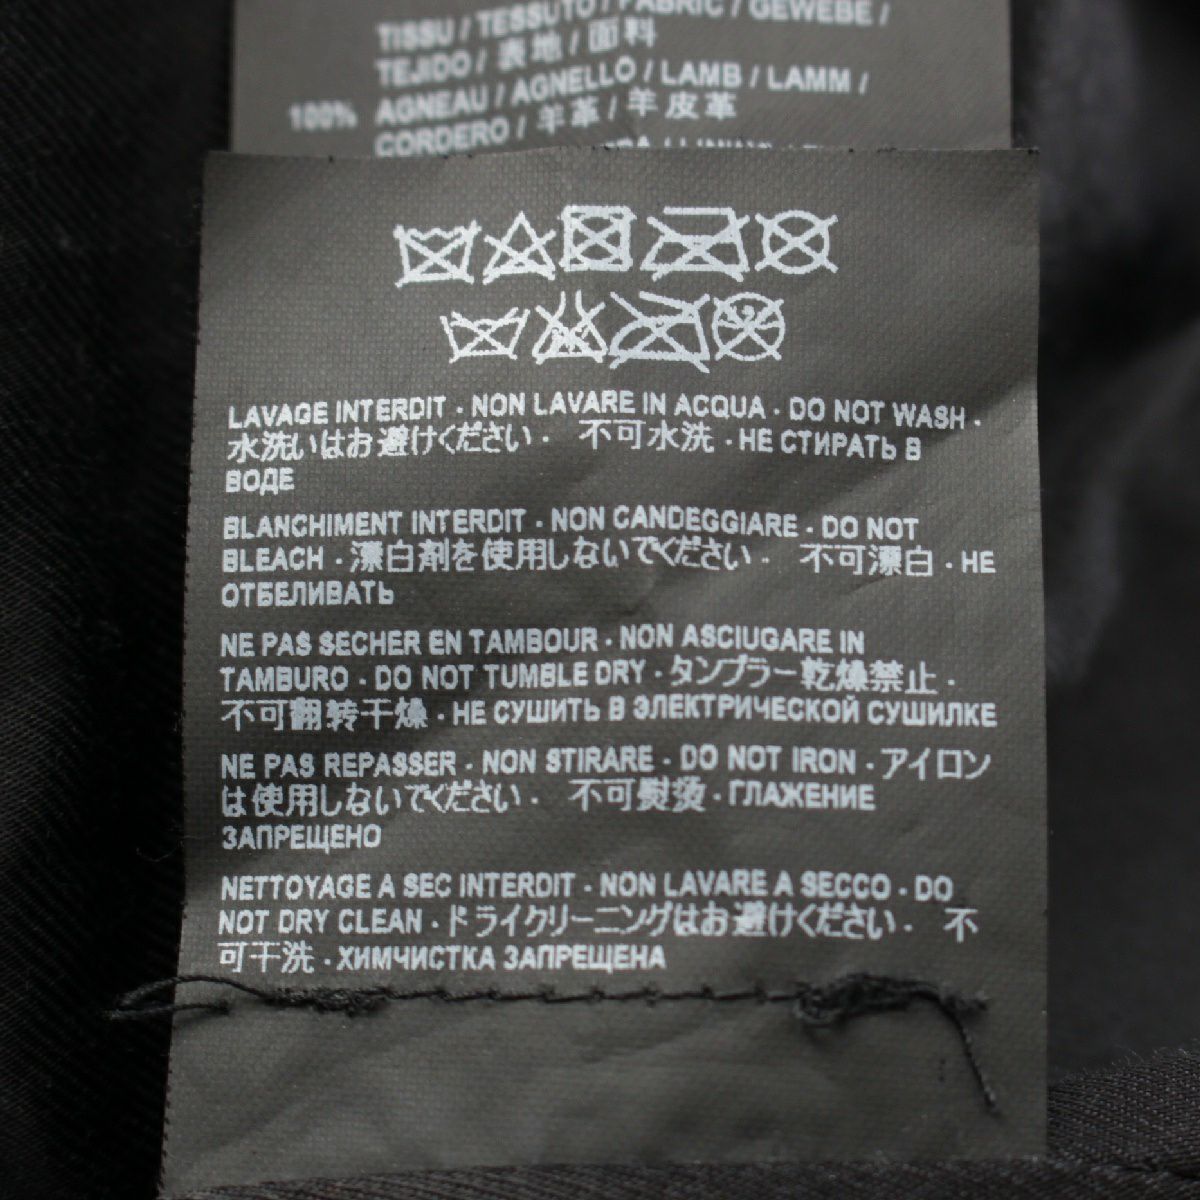 TISSU / TESSUTO / FABRIC / GEWEBE /
TEJIDO / 表地 / 面料
100% AGNEAU / AGNELLO / LAMB / LAMM /
CORDERO / 羊革 / 羊皮革
LAVAGE INTERDIT · NON LAVARE IN ACQUA · DO NOT WASH ·
水洗いはお避けください · 不可水洗 · НЕ СТИРАТЬ В
ВОДЕ
BLANCHIMENT INTERDIT · NON CANDEGGIARE · DO NOT
BLEACH · 漂白剤を使用しないでください · 不可漂白 · НЕ
ОТБЕЛИВАТЬ
NE PAS SECHER EN TAMBOUR · NON ASCIUGARE IN
TAMBURO · DO NOT TUMBLE DRY · タンブラー乾燥禁止 ·
不可翻转干燥 · НЕ СУШИТЬ В ЭЛЕКТРИЧЕСКОЙ СУШИЛКЕ
NE PAS REPASSER · NON STIRARE · DO NOT IRON · アイロン
は使用しないでください · 不可熨烫 · ГЛАЖЕНИЕ
ЗАПРЕЩЕНО
NETTOYAGE A SEC INTERDIT · NON LAVARE A SECCO · DO
NOT DRY CLEAN · ドライクリーニングはお避けください · 不
可干洗 · ХИМЧИСТКА ЗАПРЕЩЕНА